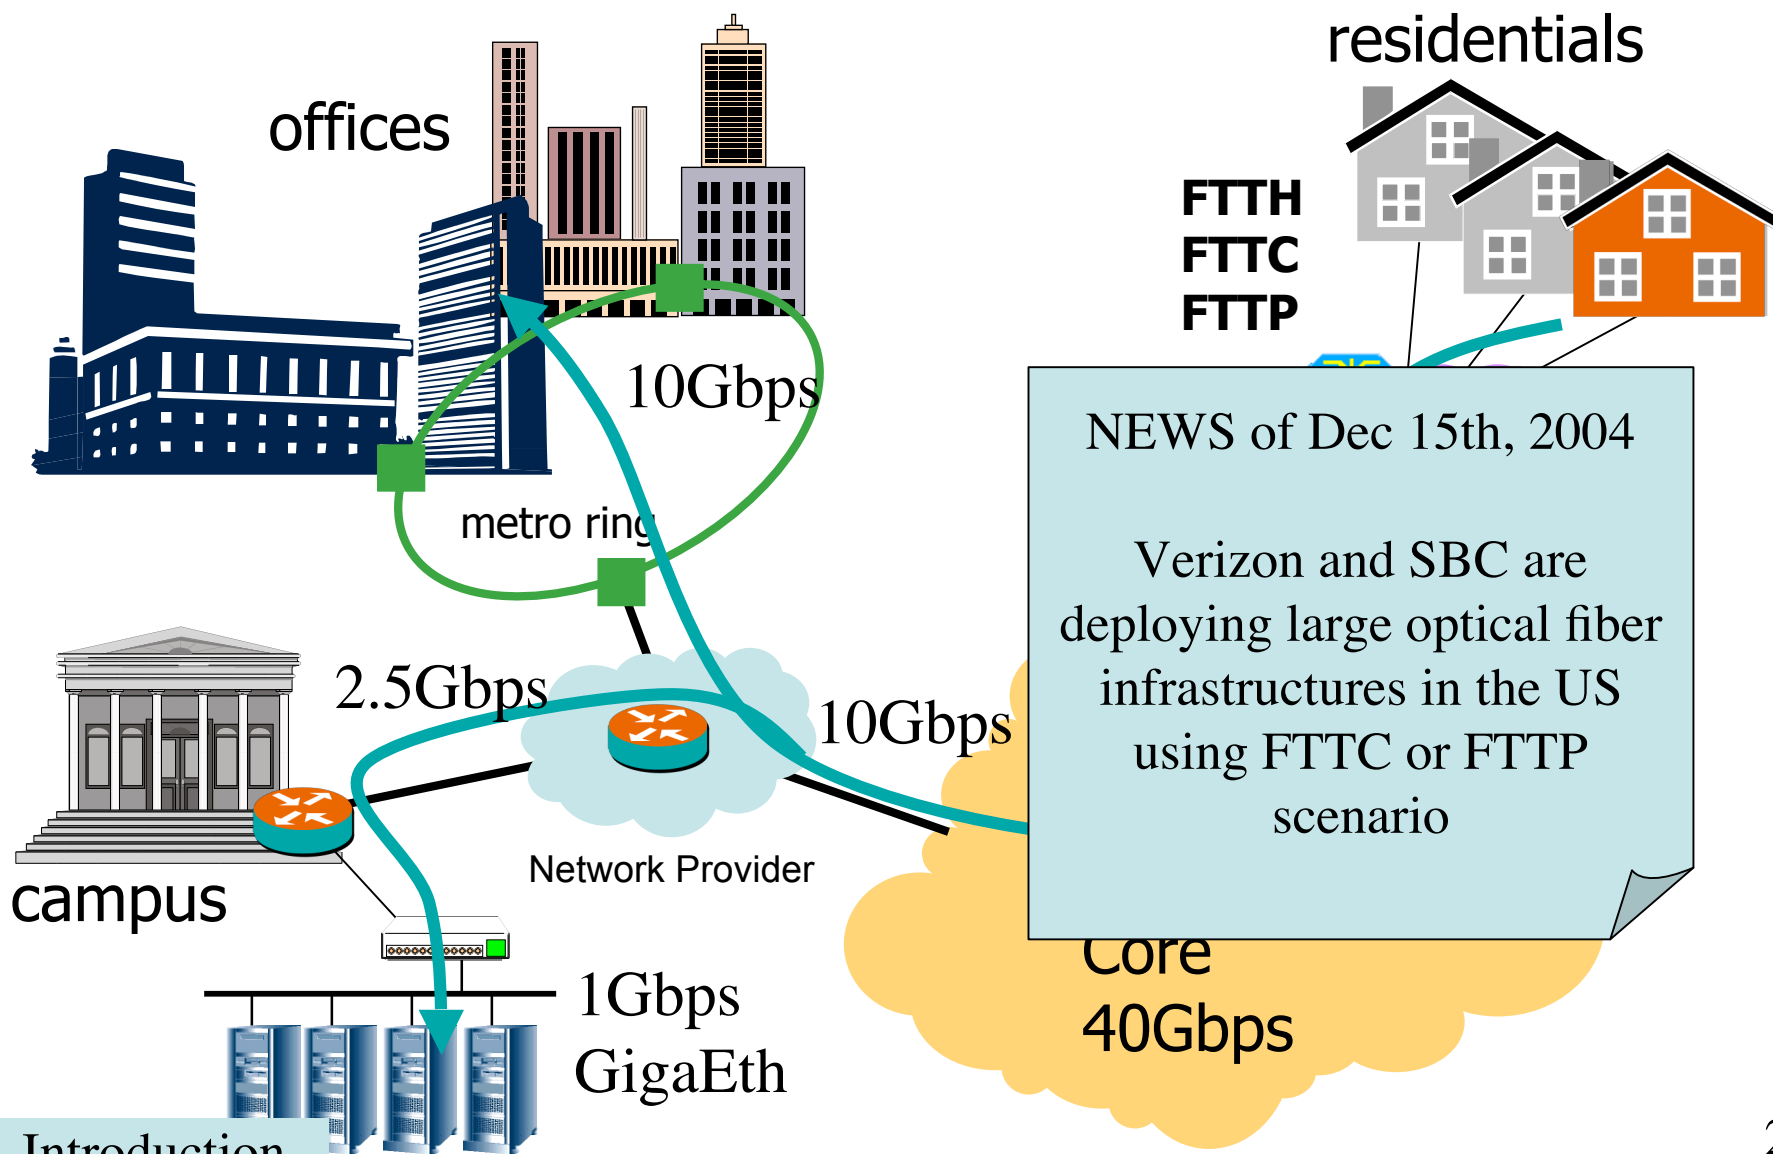 residentials
offices
FTTH
FTTC
FTTP
10Gbps
NEWS of Dec 15th, 2004
Verizon and SBC are
deploying large optical fiber
infrastructures in the US
using FTTC or FTTP
scenario
metro ring
2.5Gbps
10Gbps
Network Provider
campus
Core
40Gbps
1Gbps
GigaEth
Introduction
2